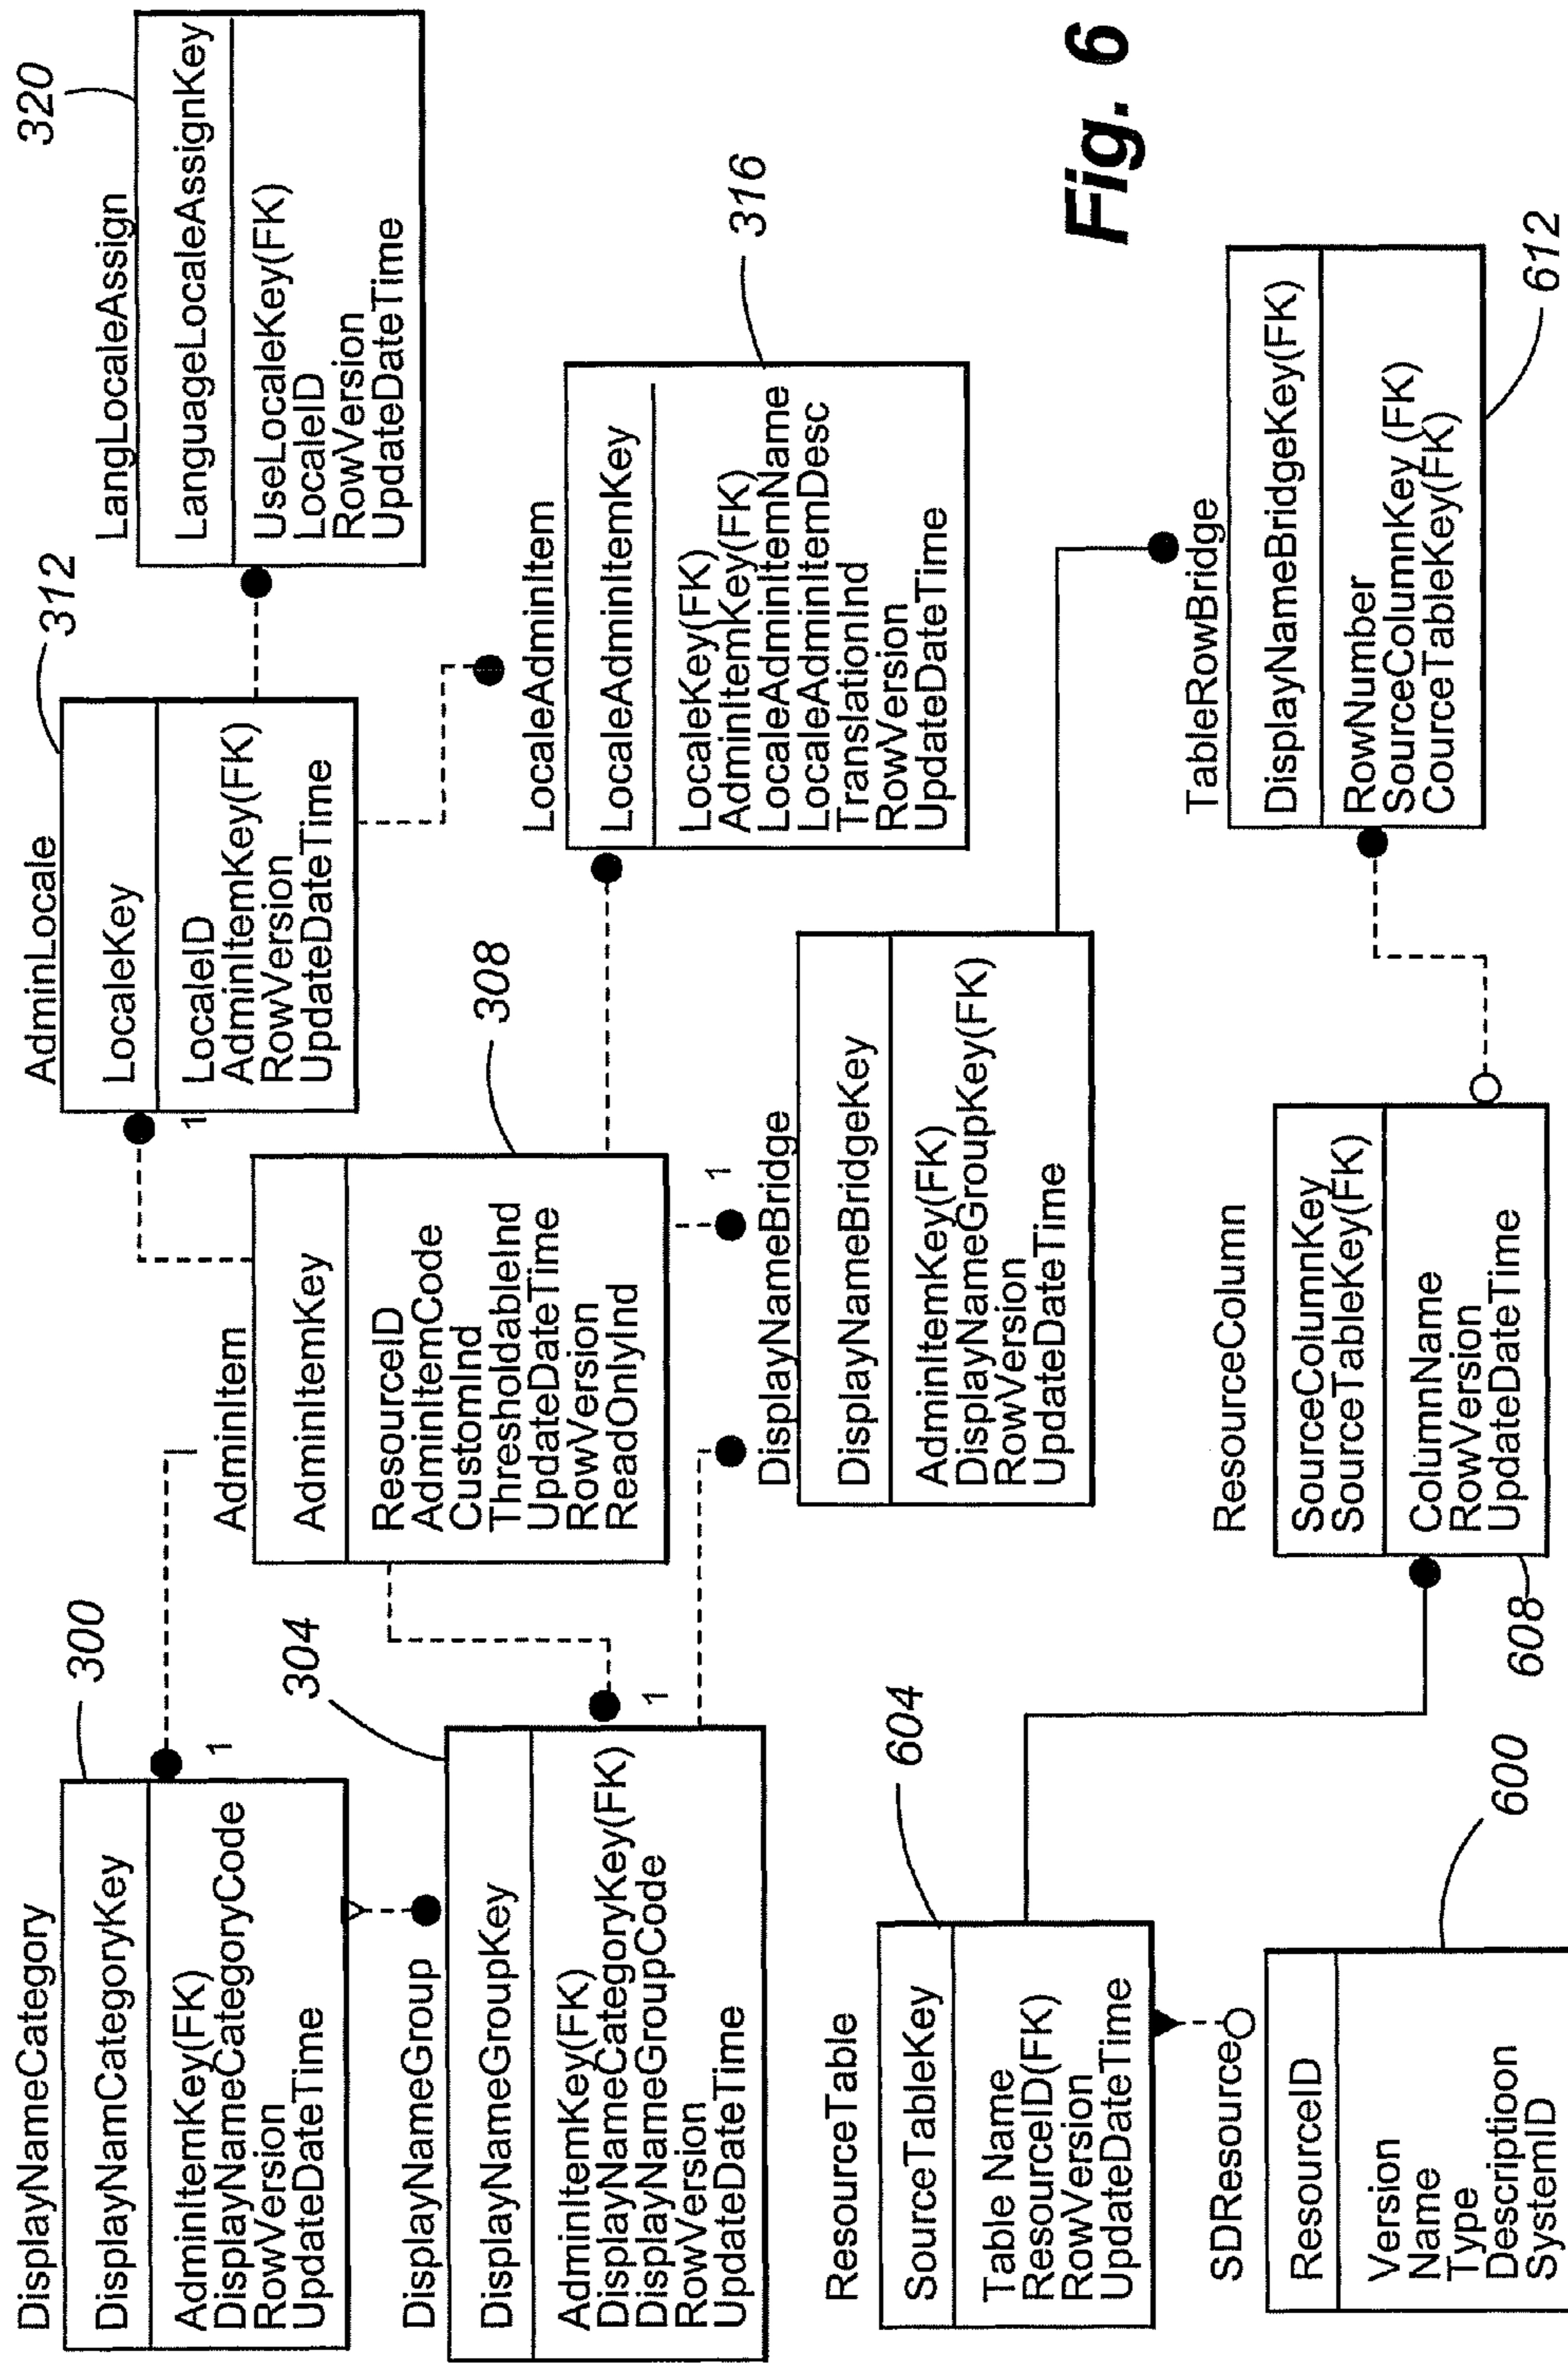 DisplayNameCategory
300
DisplayNamCategoryKey
AdminItemKey(FK)
DisplayNameCategoryCode
RowVersion
UpdateDateTime
1
DisplayNameGroup
304
DisplayNameGroupKey
AdminItemKey(FK)
DisplayNameCategoryKey(FK)
DisplayNameGroupCode
RowVersion
UpdateDateTime
1
AdminItem
308
AdminItemKey
ResourceID
AdminItemCode
CustomInd
ThresholdableInd
UpdateDateTime
RowVersion
ReadOnlyInd
AdminLocale
312
LocaleKey
LocaleID
AdminItemKey(FK)
RowVersion
UpdateDateTime
1
LangLocaleAssign
320
LanguageLocaleAssignKey
UseLocaleKey(FK)
LocaleID
RowVersion
UpdateDateTime
LocaleAdminItem
316
LocaleAdminItemKey
LocaleKey(FK)
AdminItemKey(FK)
LocaleAdminItemName
LocaleAdminItemDesc
TranslationInd
RowVersion
UpdateDateTime
DisplayNameBridge
1
DisplayNameBridgeKey
AdminItemKey(FK)
DisplayNameGroupKey(FK)
RowVersion
UpdateDateTime
ResourceTable
604
SourceTableKey
Table Name
ResourceID(FK)
RowVersion
UpdateDateTime
SDResource
600
ResourceID
Version
Name
Type
Descriptioon
SystemID
ResourceColumn
608
SourceColumnKey
SourceTableKey(FK)
ColumnName
RowVersion
UpdateDateTime
TableRowBridge
612
DisplayNameBridgeKey(FK)
RowNumber
SourceColumnKey (FK)
CourceTableKey(FK)
Fig. 6